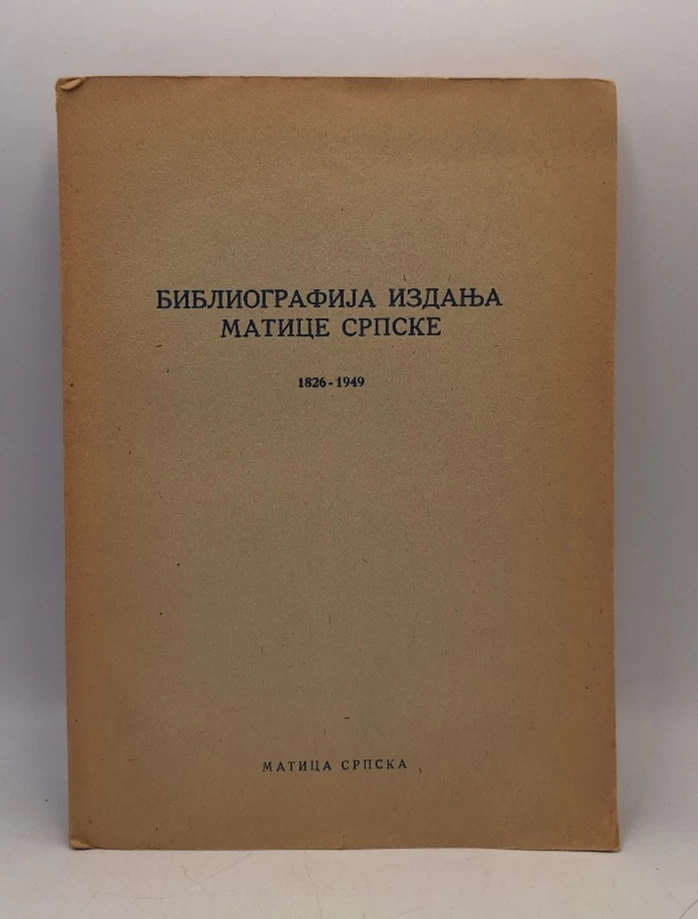 БИБЛИОГРАФИЈА ИЗДАЊА
МАТИЦЕ СРПСКЕ
1826-1949
МАТИЦА СРПСКА